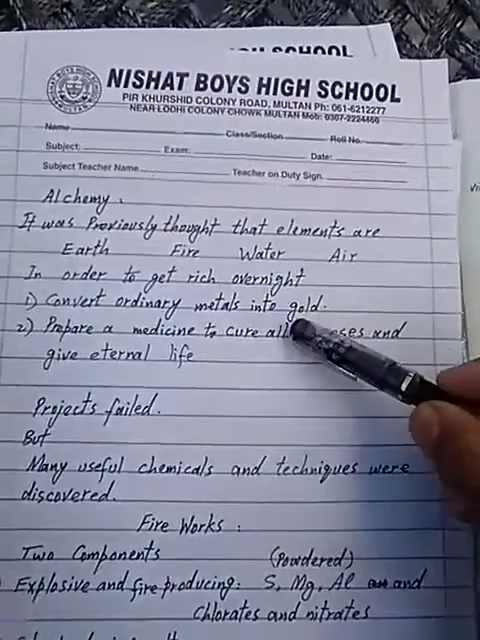 SCHOOL
NISHAT BOYS HIGH SCHOOL
PIR KHURSHID COLONY ROAD, MULTAN Ph: 061-6212277
NEAR LODHI COLONY CHOWK MULTAN Mob: 0307-2224460
Name Class/Section Roll No.
Subject: Exam: Date:
Subject Teacher Name Teacher on Duty Sign.
Alchemy.
It was Previously thought that elements are
Earth Fire Water Air
In order to get rich overnight
1) Convert ordinary metals into gold.
2) Prepare a medicine to cure all and
give eternal life
Projects failed.
But
Many useful chemicals and techniques were
discovered.
Fire Works :
Two Components (Powdered)
Explosive and fire producing: S, Mg, Al and
Chlorates and nitrates